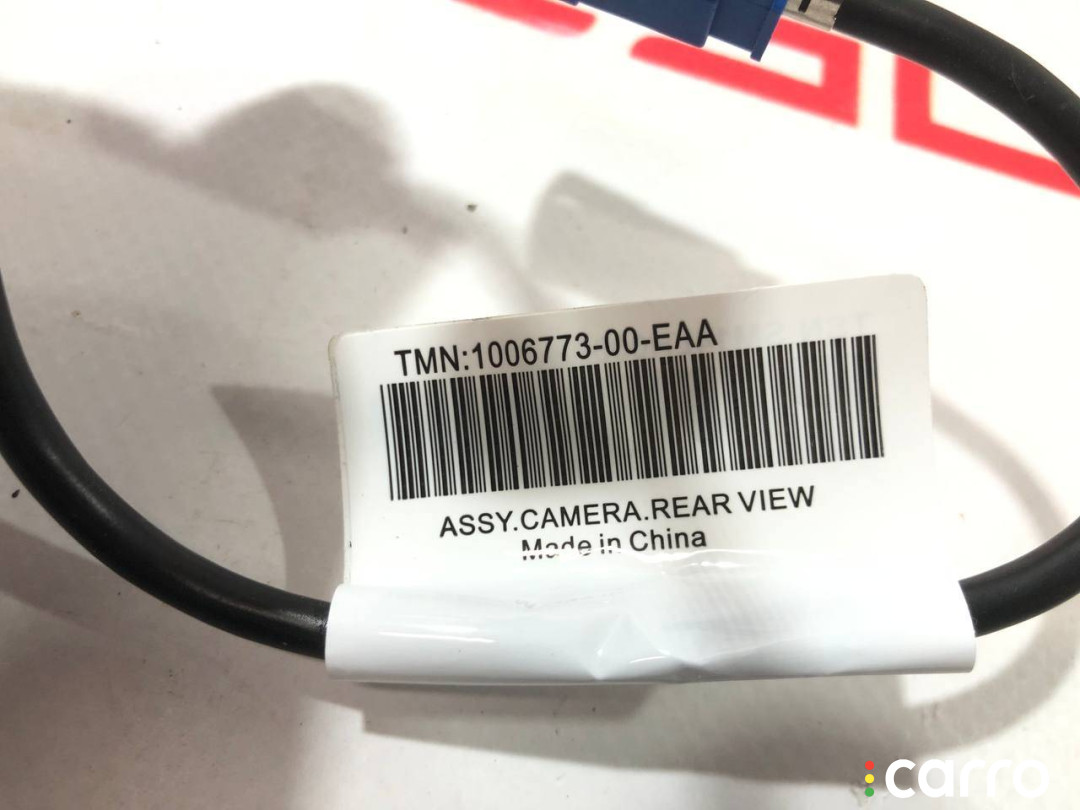 TMN:1006773-00-EAA
ASSY.CAMERA.REAR VIEW
Made in China
carro